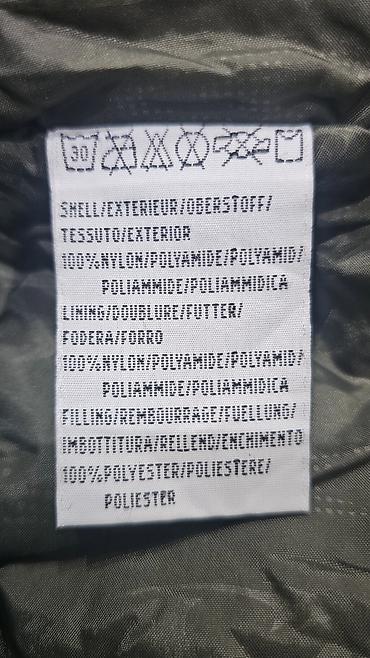 30
SHELL/EXTERIEUR/OBERSTOFF/
TESSUTO/EXTERIOR
100%NYLON/POLYAMIDE/POLYAMID/
POLIAMMIDE/POLIAMMIDICA
LINING/DOUBLURE/FUTTER/
FODERA/FORRO
100%NYLON/POLYAMIDE/POLYAMID/
POLIAMMIDE/POLIAMMIDICA
FILLING/REMBOURRAGE/FUELLUNG/
IMBOTTITURA/RELLEND/ENCHIMENTO
100%POLYESTER/POLIESTERE/
POLIESTER